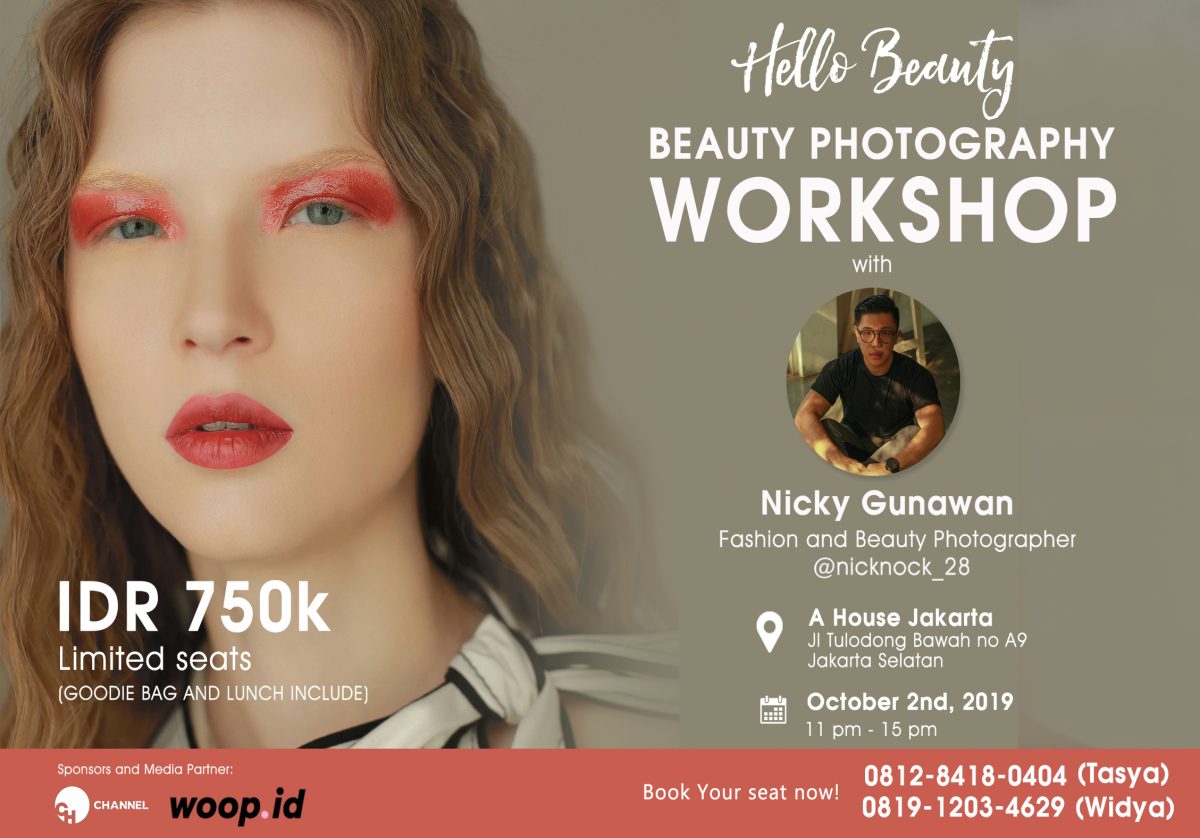 Hello Beauty
BEAUTY PHOTOGRAPHY
WORKSHOP
with
Nicky Gunawan
Fashion and Beauty Photographer
@nicknock_28
A House Jakarta
Jl Tulodong Bawah no A9
Jakarta Selatan
October 2nd, 2019
11 pm - 15 pm
IDR 750k
Limited seats
(GOODIE BAG AND LUNCH INCLUDE)
Sponsors and Media Partner:
GH CHANNEL
woop.id
Book Your seat now!
0812-8418-0404 (Tasya)
0819-1203-4629 (Widya)